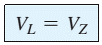 V_L = V_Z